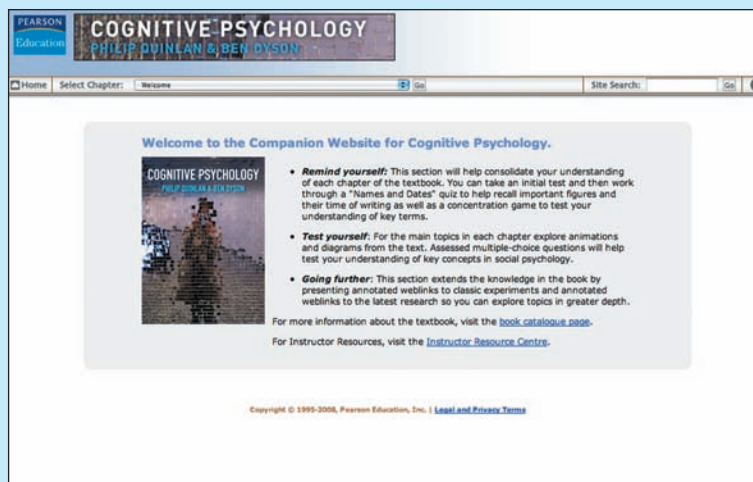 PEARSON
Education
COGNITIVE PSYCHOLOGY
PHILIP QUINLAN & BEN DYSON
Home Select Chapter: Welcome Go Site Search: Go
Welcome to the Companion Website for Cognitive Psychology.
COGNITIVE PSYCHOLOGY
PHILIP QUINLAN & BEN DYSON
• Remind yourself: This section will help consolidate your understanding
of each chapter of the textbook. You can take an initial test and then work
through a "Names and Dates" quiz to help recall important figures and
their time of writing as well as a concentration game to test your
understanding of key terms.
• Test yourself: For the main topics in each chapter explore animations
and diagrams from the text. Assessed multiple-choice questions will help
test your understanding of key concepts in social psychology.
• Going further: This section extends the knowledge in the book by
presenting annotated weblinks to classic experiments and annotated
weblinks to the latest research so you can explore topics in greater depth.
For more information about the textbook, visit the book catalogue page.
For Instructor Resources, visit the Instructor Resource Centre.
Copyright © 1995-2008, Pearson Education, Inc. | Legal and Privacy Terms